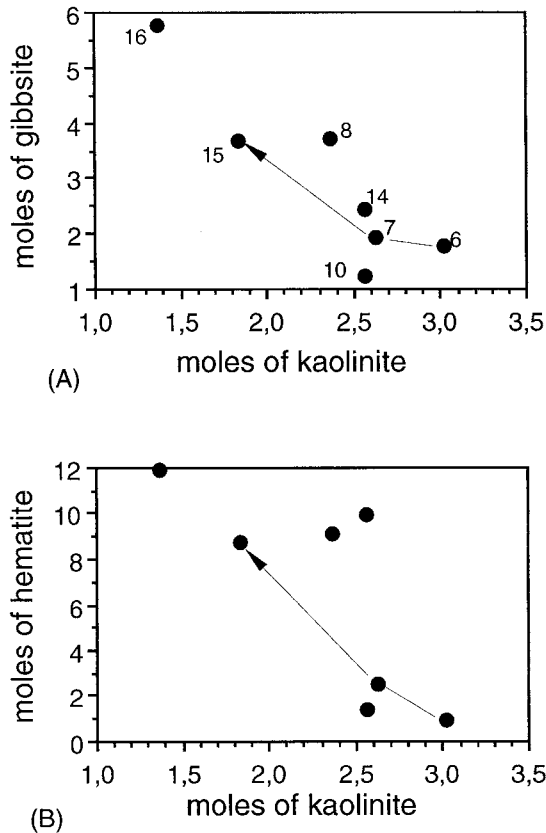 6
16
5
moles of gibbsite
4
8
15
3
14
2
7
6
10
1
1,0 1,5 2,0 2,5 3,0 3,5
moles of kaolinite
(A)
12
10
moles of hematite
8
6
4
2
0
1,0 1,5 2,0 2,5 3,0 3,5
moles of kaolinite
(B)